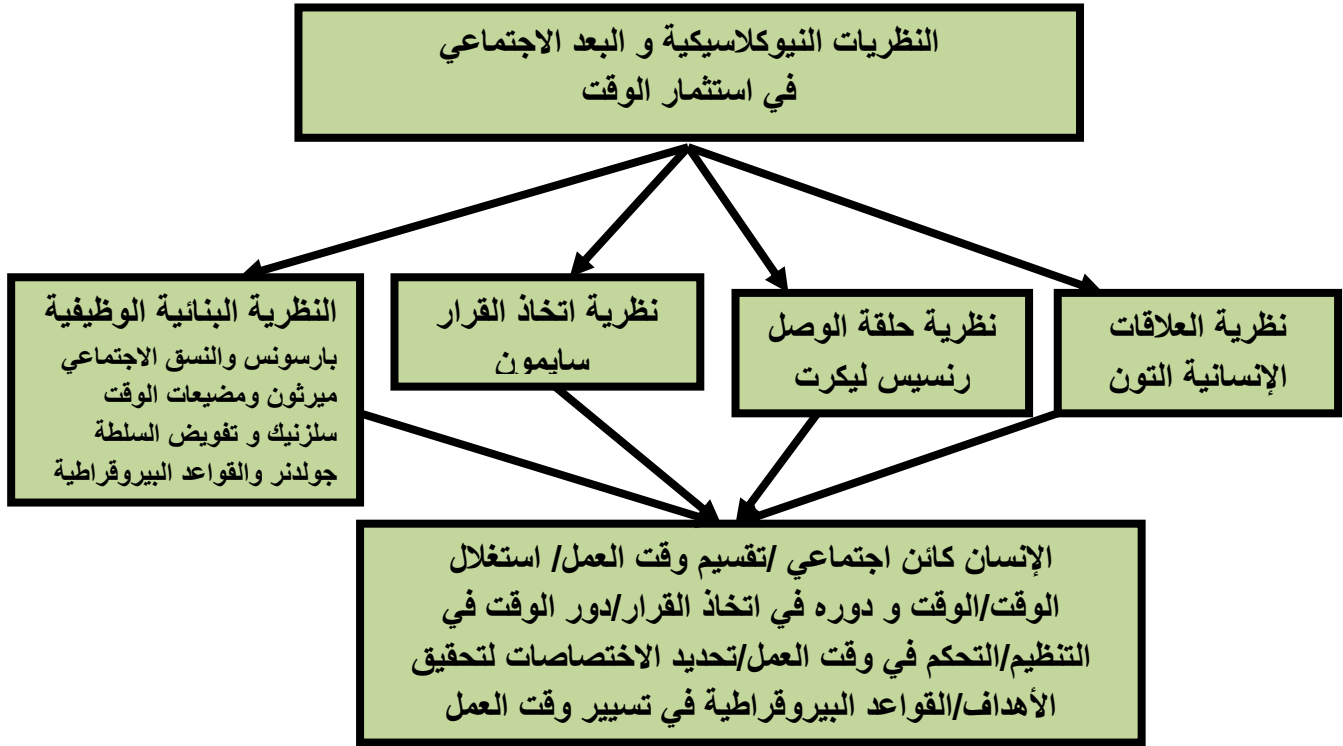 النظريات النيوكلاسيكية و البعد الاجتماعي
في استثمار الوقت
نظرية العلاقات
الإنسانية التون
نظرية حلقة الوصل
رنسيس ليكرت
نظرية اتخاذ القرار
سايمون
النظرية البنائية الوظيفية
بارسونس والنسق الاجتماعي
ميرثون ومضيعات الوقت
سلزنيك و تفويض السلطة
جولدنر والقواعد البيروقراطية
الإنسان كائن اجتماعي /تقسيم وقت العمل/ استغلال
الوقت/الوقت و دوره في اتخاذ القرار/دور الوقت في
التنظيم/التحكم في وقت العمل/تحديد الاختصاصات لتحقيق
الأهداف/القواعد البيروقراطية في تسيير وقت العمل